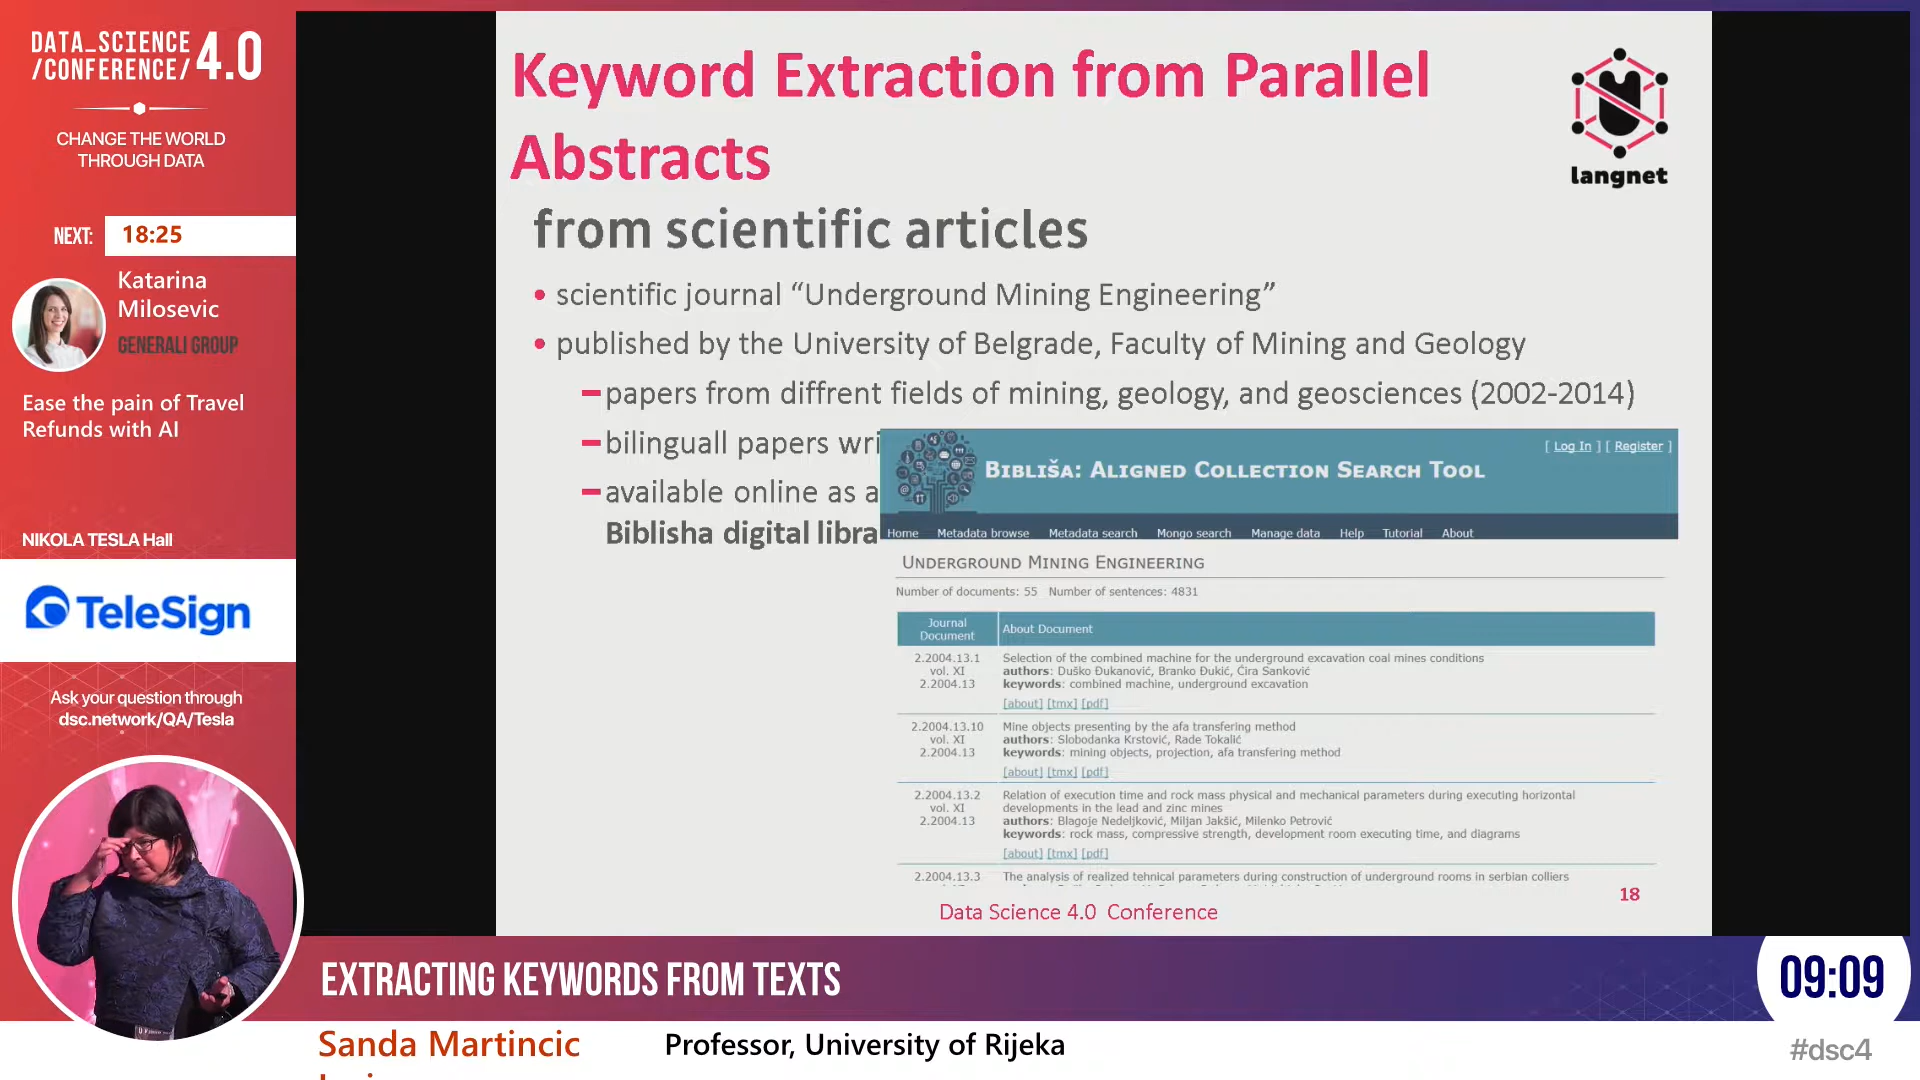 DATA_SCIENCE
/CONFERENCE/ 4.0
CHANGE THE WORLD
THROUGH DATA
NEXT: 18:25
Katarina
Milosevic
GENERALI GROUP
Ease the pain of Travel
Refunds with AI
NIKOLA TESLA Hall
TeleSign
Ask your question through
dsc.network/QA/Tesla
Keyword Extraction from Parallel
Abstracts
langnet
from scientific articles
• scientific journal “Underground Mining Engineering”
• published by the University of Belgrade, Faculty of Mining and Geology
–papers from diffrent fields of mining, geology, and geosciences (2002-2014)
–bilinguall papers wri
–available online as a
Biblisha digital libra
[ Log In ] [ Register ]
BIBLIŠA: ALIGNED COLLECTION SEARCH TOOL
Home Metadata browse Metadata search Mongo search Manage data Help Tutorial About
UNDERGROUND MINING ENGINEERING
Number of documents: 55 Number of sentences: 4831
Journal
Document
About Document
2.2004.13.1
vol. XI
2.2004.13
Selection of the combined machine for the underground excavation coal mines conditions
authors: Duško Đukanović, Branko Đukić, Ćira Sanković
keywords: combined machine, underground excavation
[about] [tmx] [pdf]
2.2004.13.10
vol. XI
2.2004.13
Mine objects presenting by the afa transfering method
authors: Slobodanka Krstović, Rade Tokalić
keywords: mining objects, projection, afa transfering method
[about] [tmx] [pdf]
2.2004.13.2
vol. XI
2.2004.13
Relation of execution time and rock mass physical and mechanical parameters during executing horizontal
developments in the lead and zinc mines
authors: Blagoje Nedeljković, Miljan Jakšić, Milenko Petrović
keywords: rock mass, compressive strength, development room executing time, and diagrams
[about] [tmx] [pdf]
2.2004.13.3
The analysis of realized tehnical parameters during construction of underground rooms in serbian colliers
18
Data Science 4.0 Conference
EXTRACTING KEYWORDS FROM TEXTS
09:09
Sanda Martincic
Professor, University of Rijeka
#dsc4